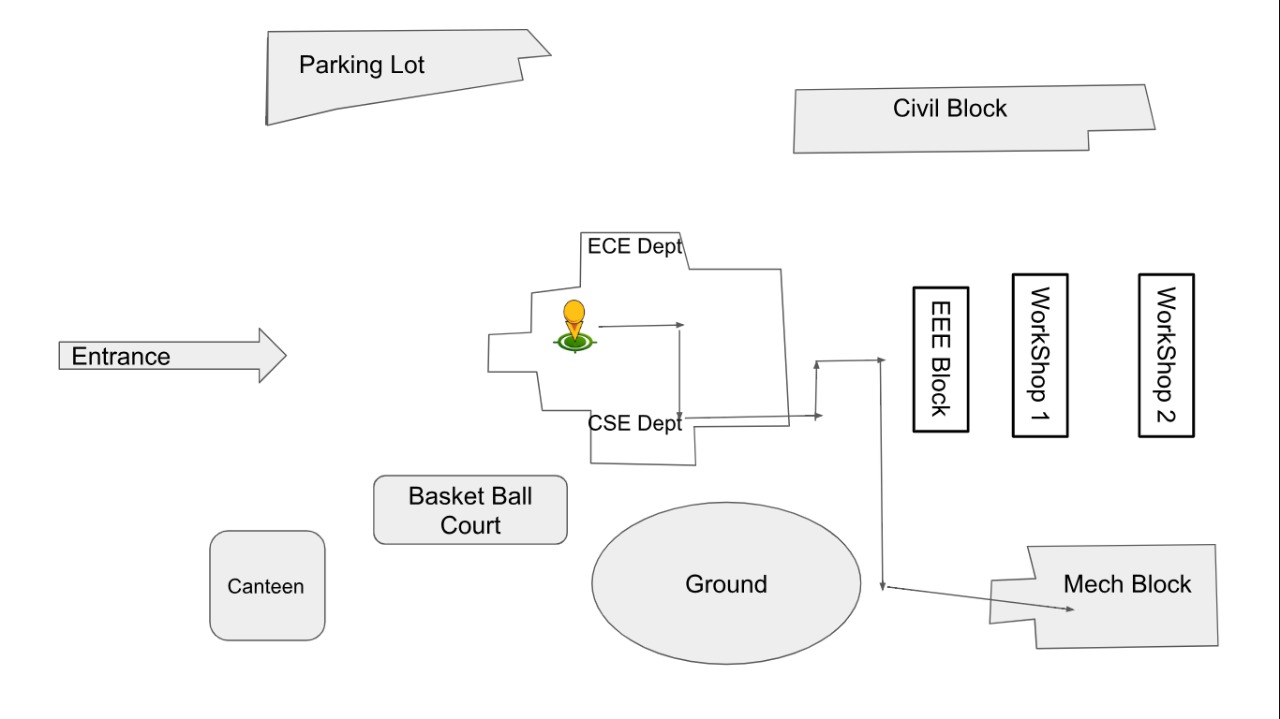 Parking Lot
Civil Block
ECE Dept
Entrance
EEE Block
WorkShop 1
WorkShop 2
CSE Dept
Basket Ball
Court
Canteen
Ground
Mech Block